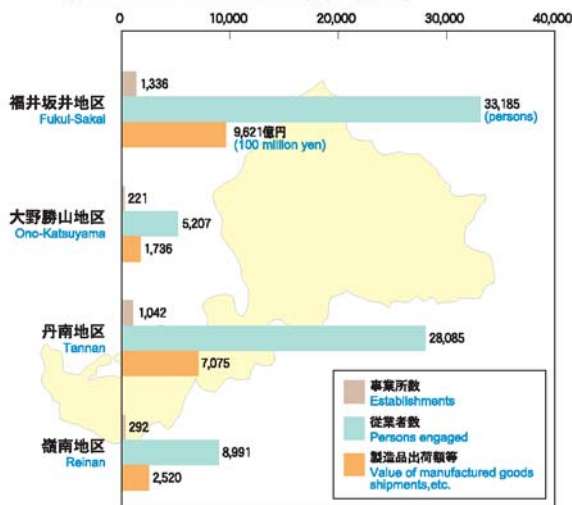 0
10,000
20,000
30,000
40,000
福井坂井地区
Fukui-Sakai
1,336
33,185
(persons)
9,621億円
(100 million yen)
大野勝山地区
Ono-Katsuyama
221
5,207
1,736
丹南地区
Tannan
1,042
28,085
7,075
嶺南地区
Reinan
292
8,991
2,520
事業所数
Establishments
従業者数
Persons engaged
製造品出荷額等
Value of manufactured goods
shipments,etc.